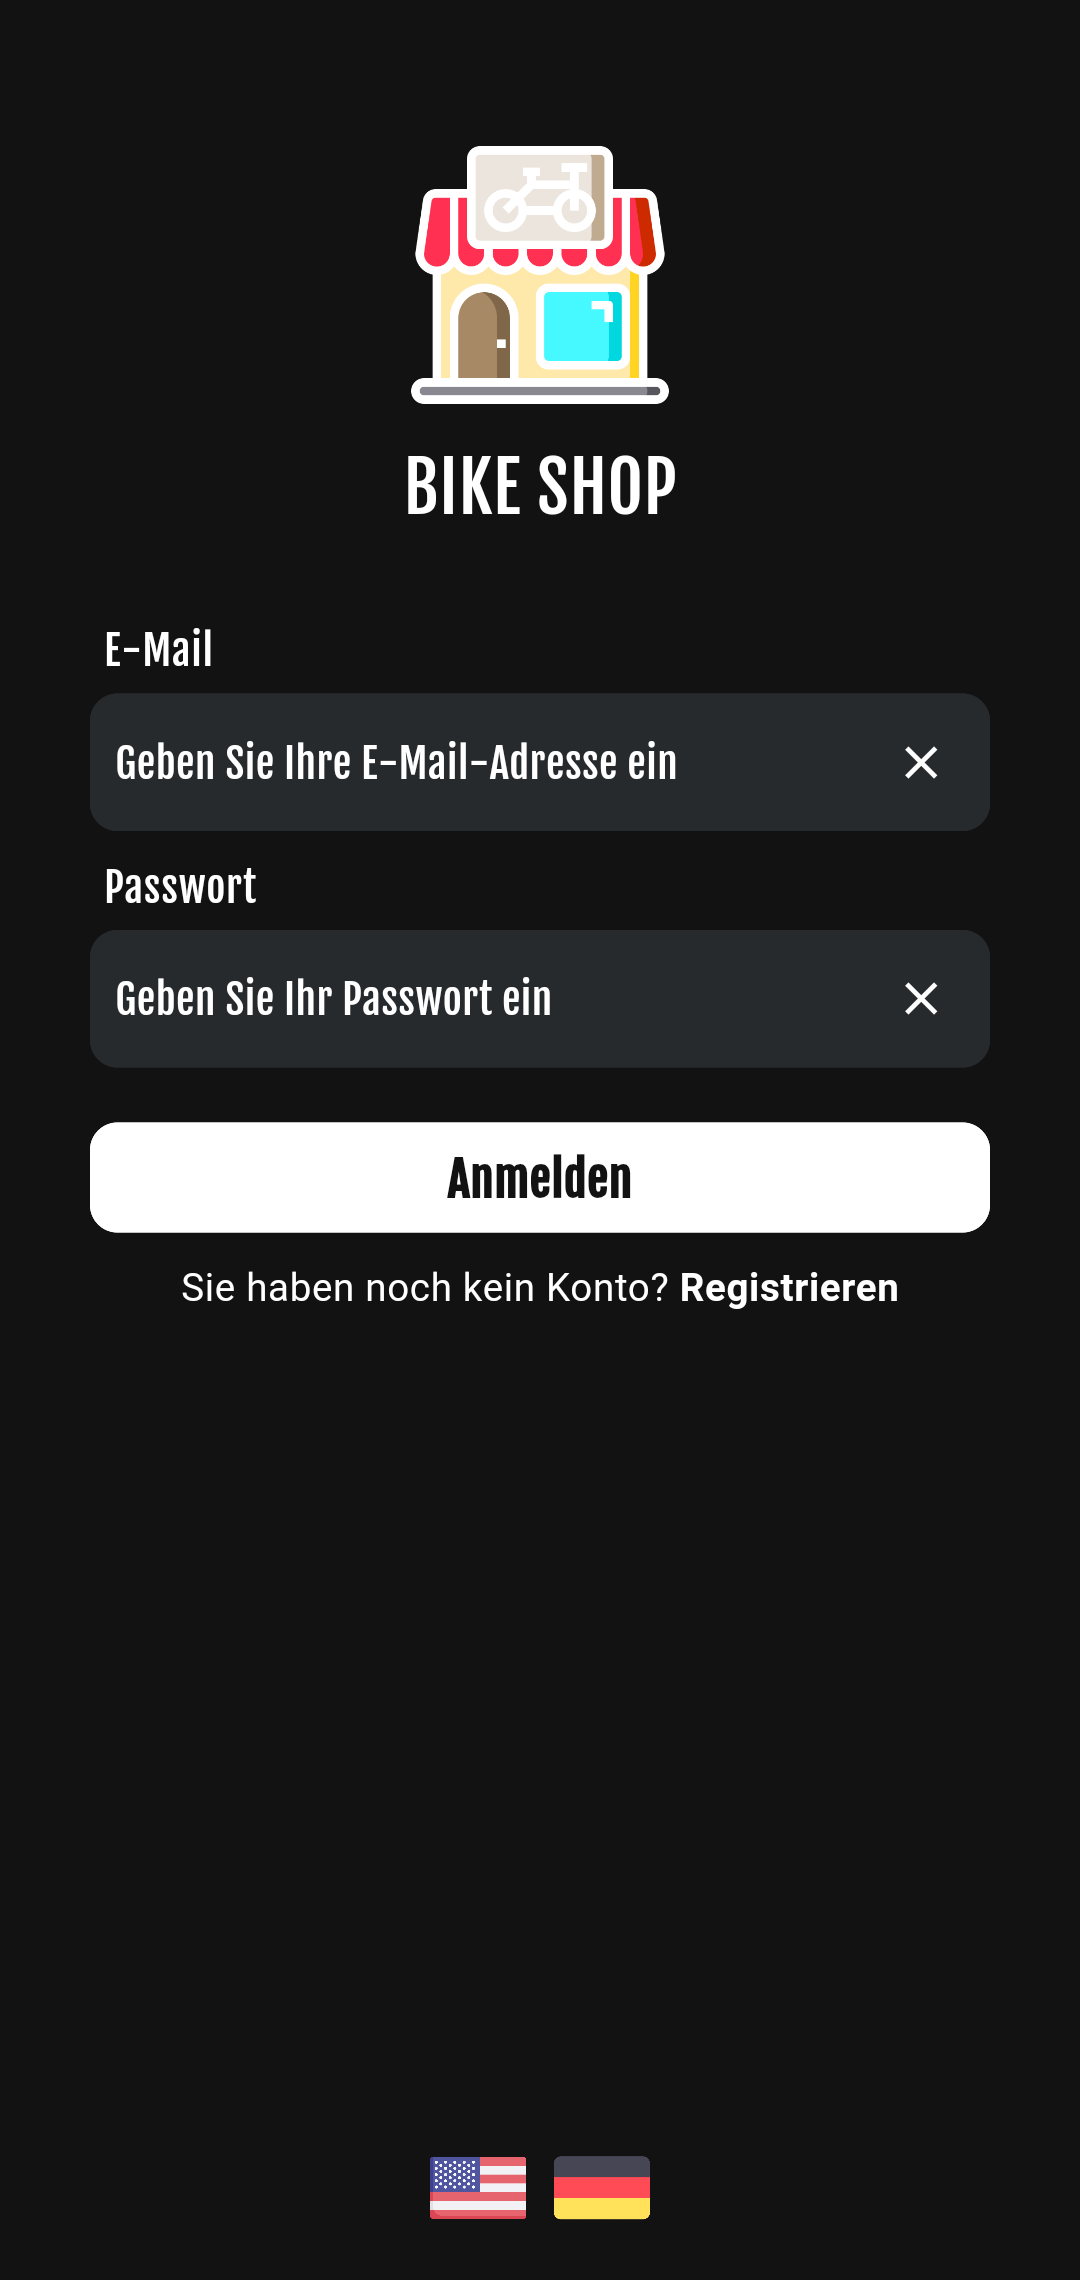 BIKE SHOP
E-Mail
Geben Sie Ihre E-Mail-Adresse ein
Passwort
Geben Sie Ihr Passwort ein
Anmelden
Sie haben noch kein Konto? Registrieren